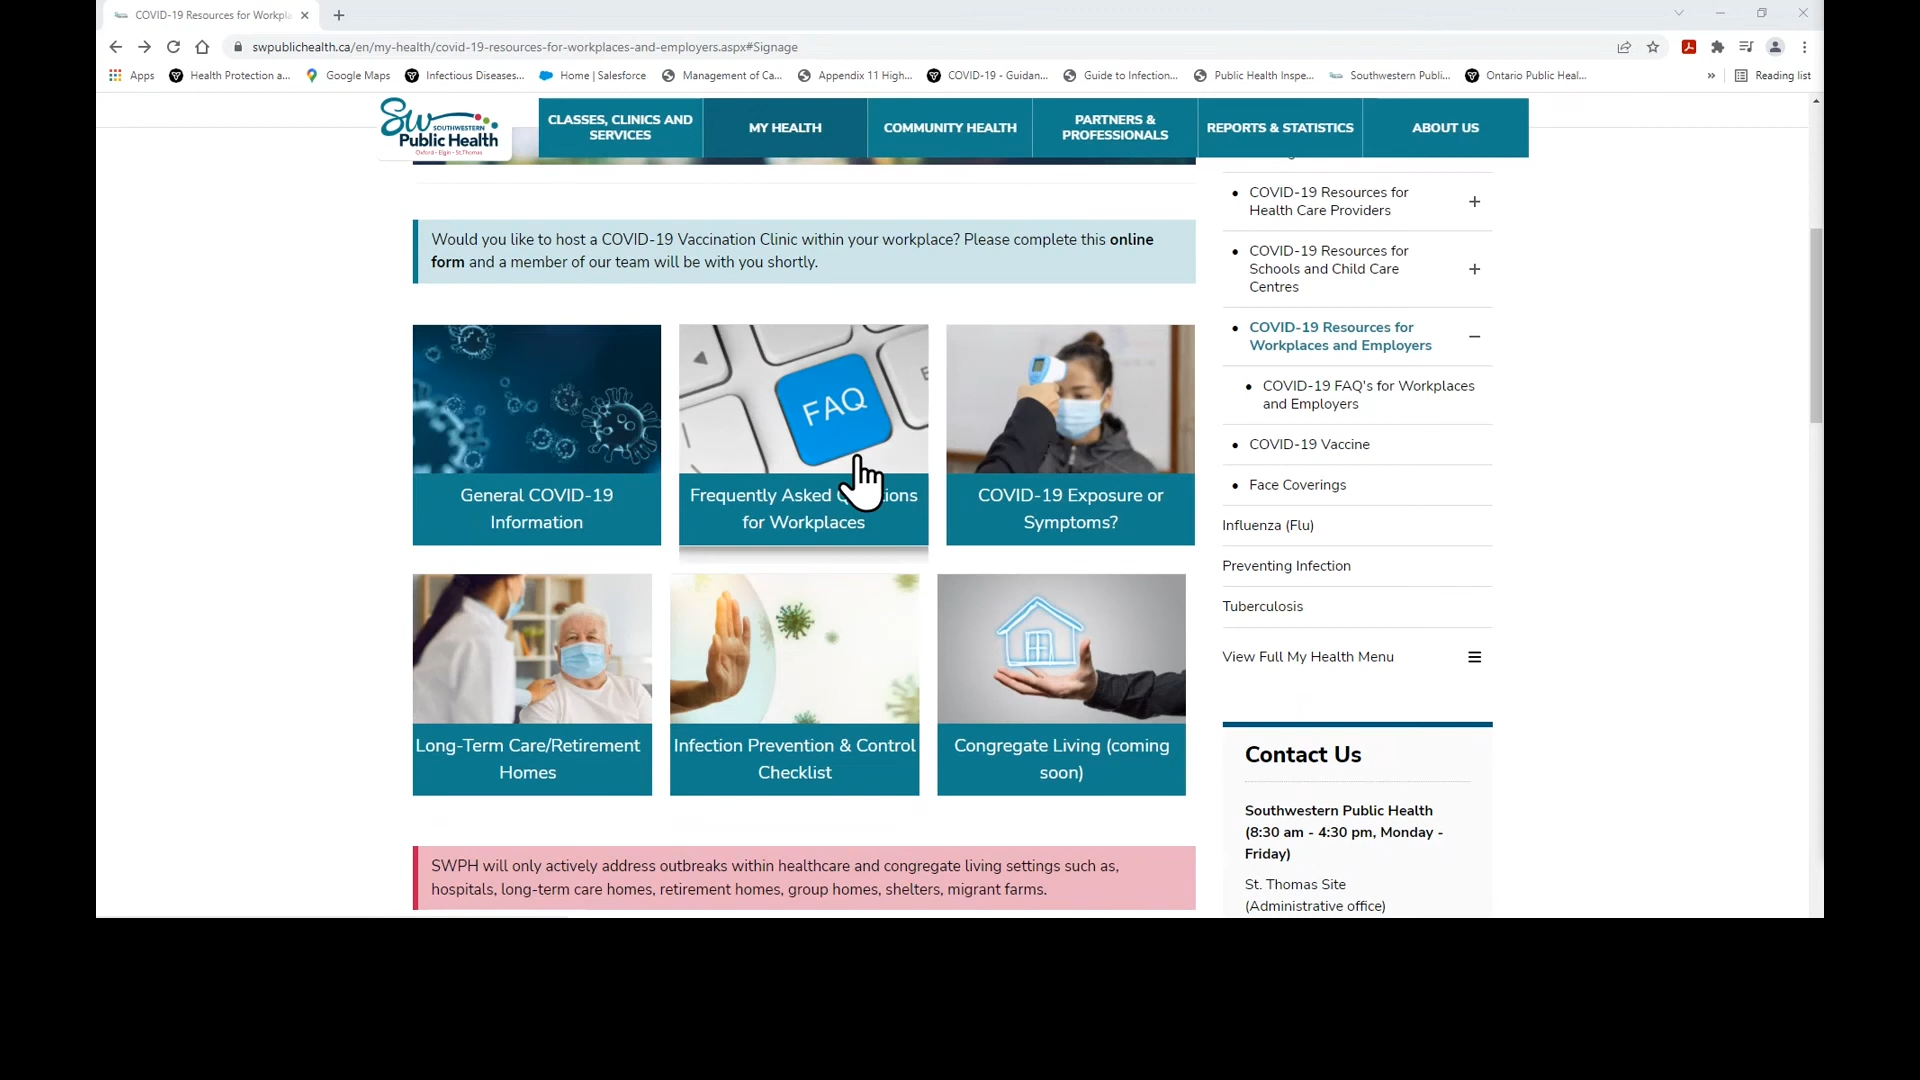 COVID-19 Resources for Workpla
swpublichealth.ca/en/my-health/covid-19-resources-for-workplaces-and-employers.aspx#Signage
Apps
Health Protection a...
Google Maps
Infectious Diseases...
Home | Salesforce
Management of Ca...
Appendix 11 High...
COVID-19 - Guidan...
Guide to Infection...
Public Health Inspe...
Southwestern Publi...
Ontario Public Heal...
»
Reading list
SW SOUTHWESTERN
Public Health
Oxford · Elgin · St.Thomas
CLASSES, CLINICS AND
SERVICES
MY HEALTH
COMMUNITY HEALTH
PARTNERS &
PROFESSIONALS
REPORTS & STATISTICS
ABOUT US
Would you like to host a COVID-19 Vaccination Clinic within your workplace? Please complete this online
form and a member of our team will be with you shortly.
FAQ
General COVID-19
Information
Frequently Asked ions
for Workplaces
COVID-19 Exposure or
Symptoms?
Long-Term Care/Retirement
Homes
Infection Prevention & Control
Checklist
Congregate Living (coming
soon)
SWPH will only actively address outbreaks within healthcare and congregate living settings such as,
hospitals, long-term care homes, retirement homes, group homes, shelters, migrant farms.
COVID-19 Resources for
Health Care Providers
COVID-19 Resources for
Schools and Child Care
Centres
COVID-19 Resources for
Workplaces and Employers
COVID-19 FAQ's for Workplaces
and Employers
COVID-19 Vaccine
Face Coverings
Influenza (Flu)
Preventing Infection
Tuberculosis
View Full My Health Menu
Contact Us
Southwestern Public Health
(8:30 am - 4:30 pm, Monday -
Friday)
St. Thomas Site
(Administrative office)